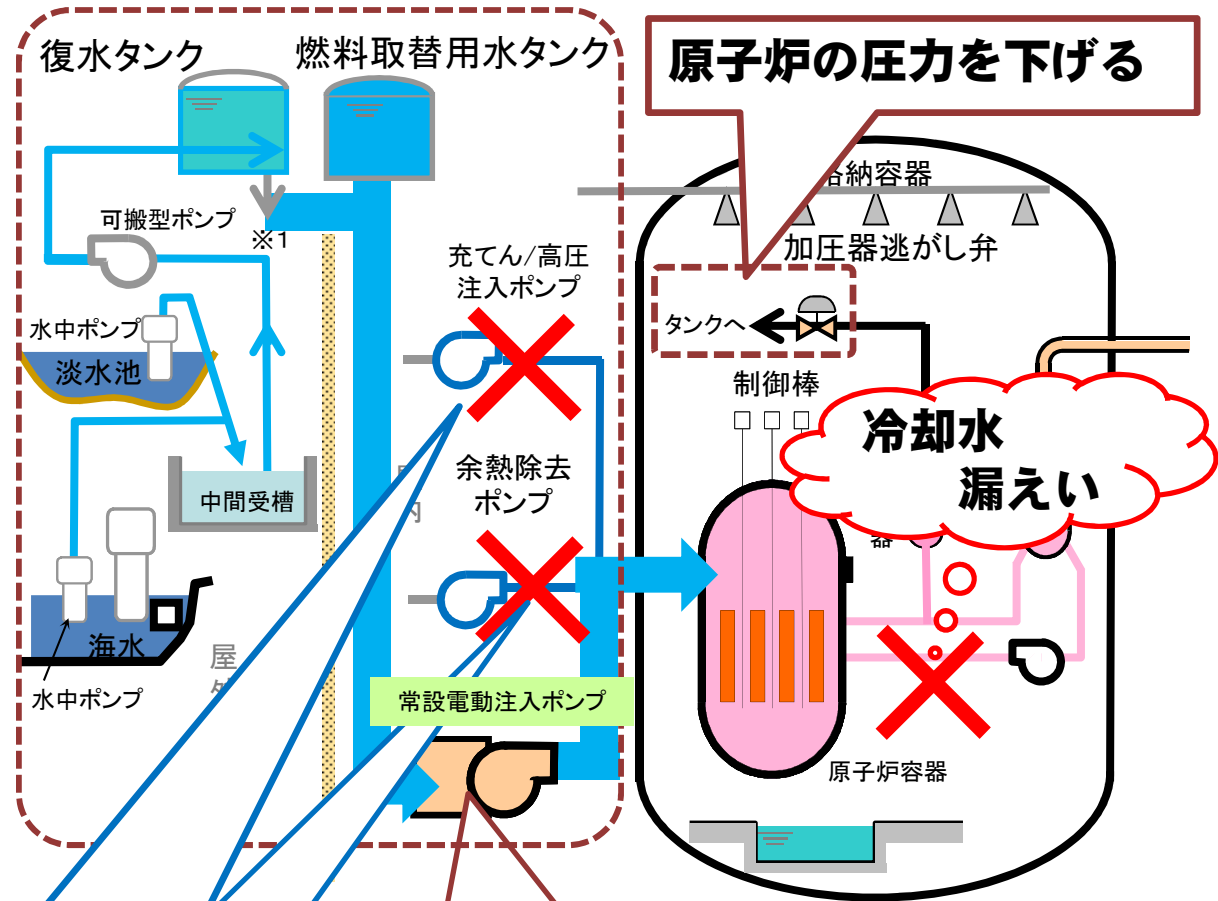 復水タンク
燃料取替用水タンク
原子炉の圧力を下げる
格納容器
可搬型ポンプ
※1
充てん/高圧
注入ポンプ
加圧器逃がし弁
水中ポンプ
タンクへ
淡水池
制御棒
冷却水
漏えい
余熱除去
ポンプ
中間受槽
内
器
海水
屋
水中ポンプ
常設電動注入ポンプ
原子炉容器